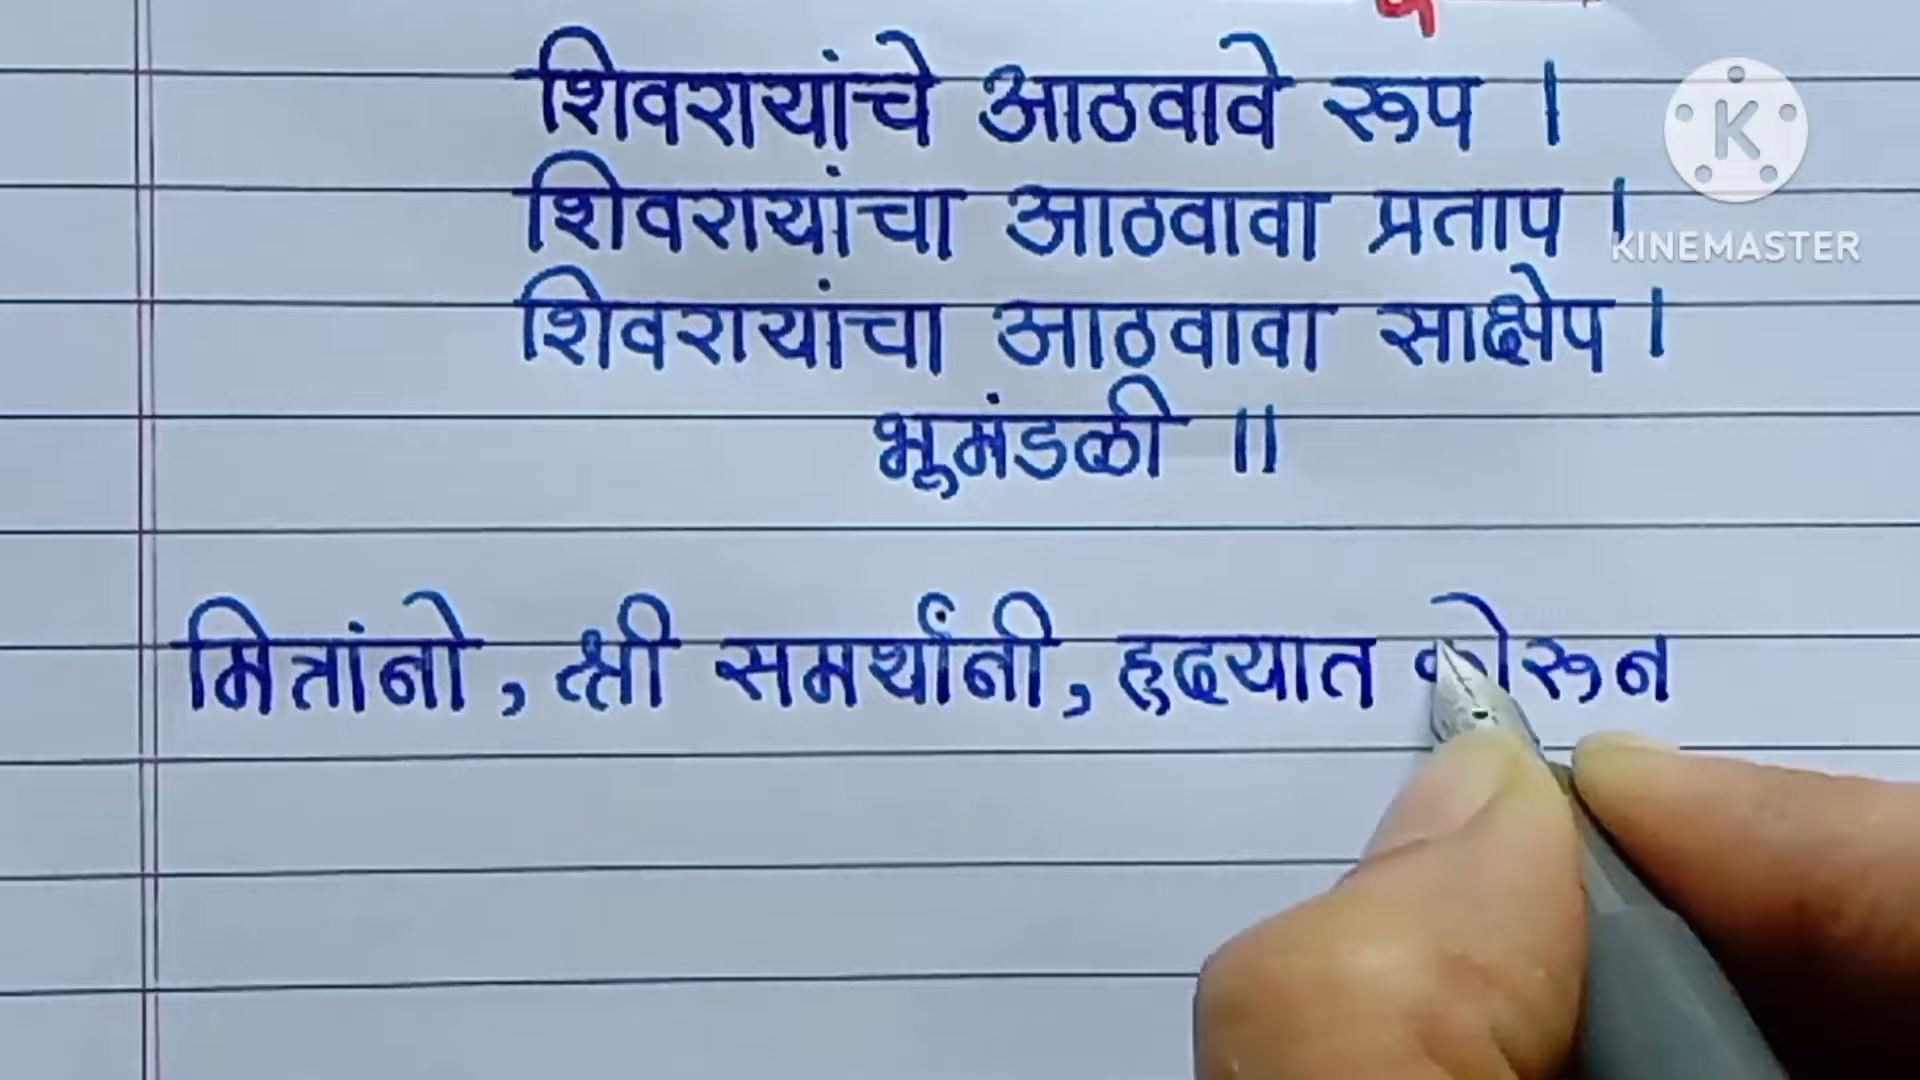 शिवरायांचे आठवावे रूप ।
शिवरायांचा आठवावा प्रताप ।
शिवरायांचा आठवावा साक्षेप ।
भूमंडळी ॥
मित्रांनो, श्री समर्थांनी, हृदयात कोरून
K
KINEMASTER